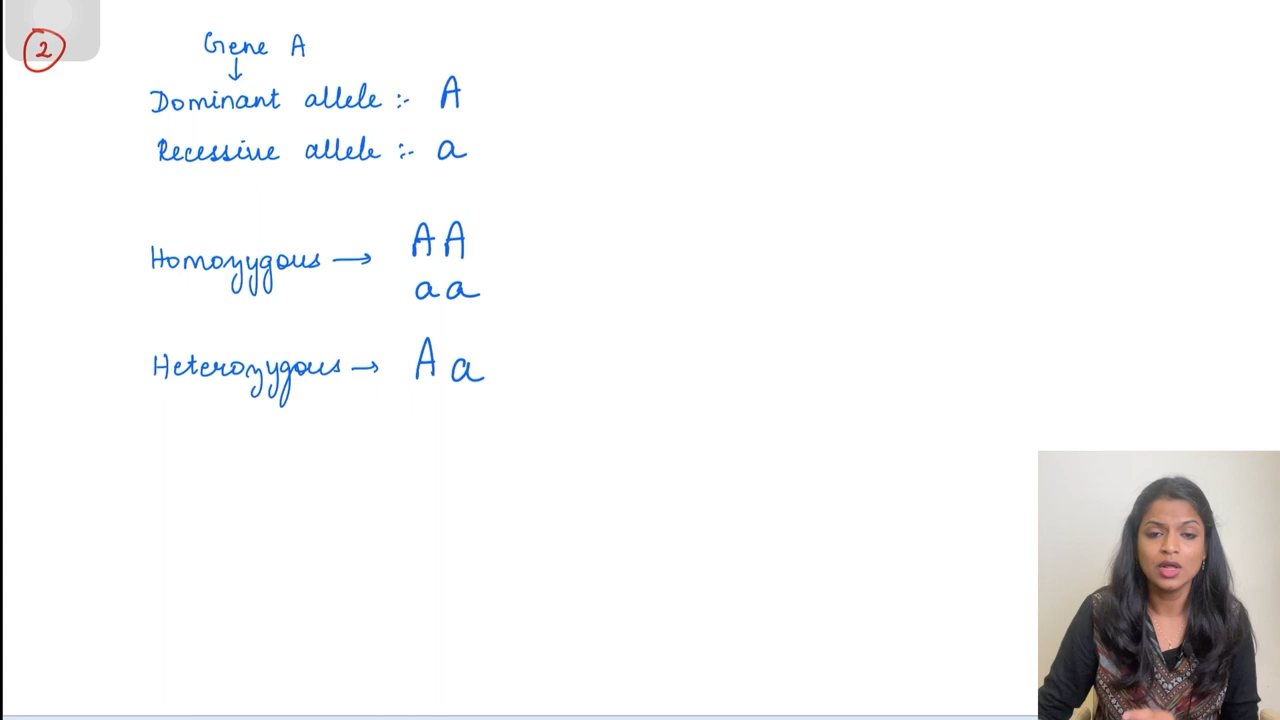 2
Gene A
↓
Dominant allele :- A
Recessive allele :- a
Homozygous → AA
aa
Heterozygous → Aa